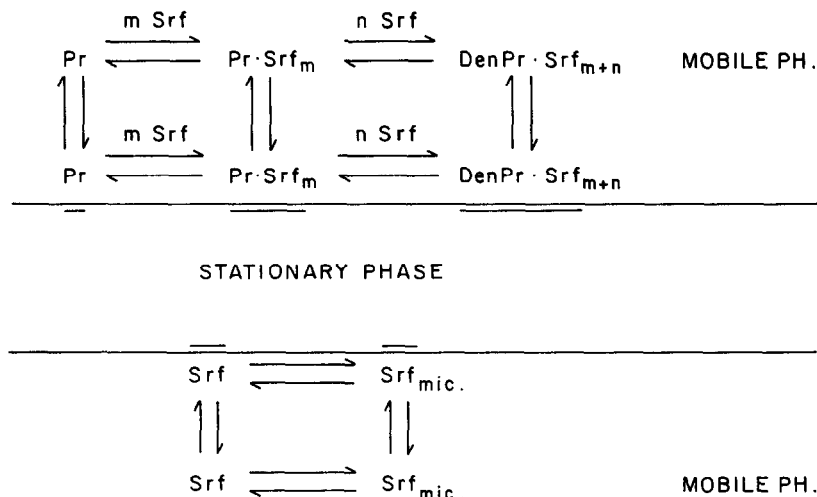 m Srf n Srf
Pr Pr·Srfm DenPr · Srfm+n MOBILE PH.
m Srf n Srf
Pr Pr·Srfm DenPr · Srfm+n
STATIONARY PHASE
Srf Srfmic.
Srf Srfmic MOBILE PH.